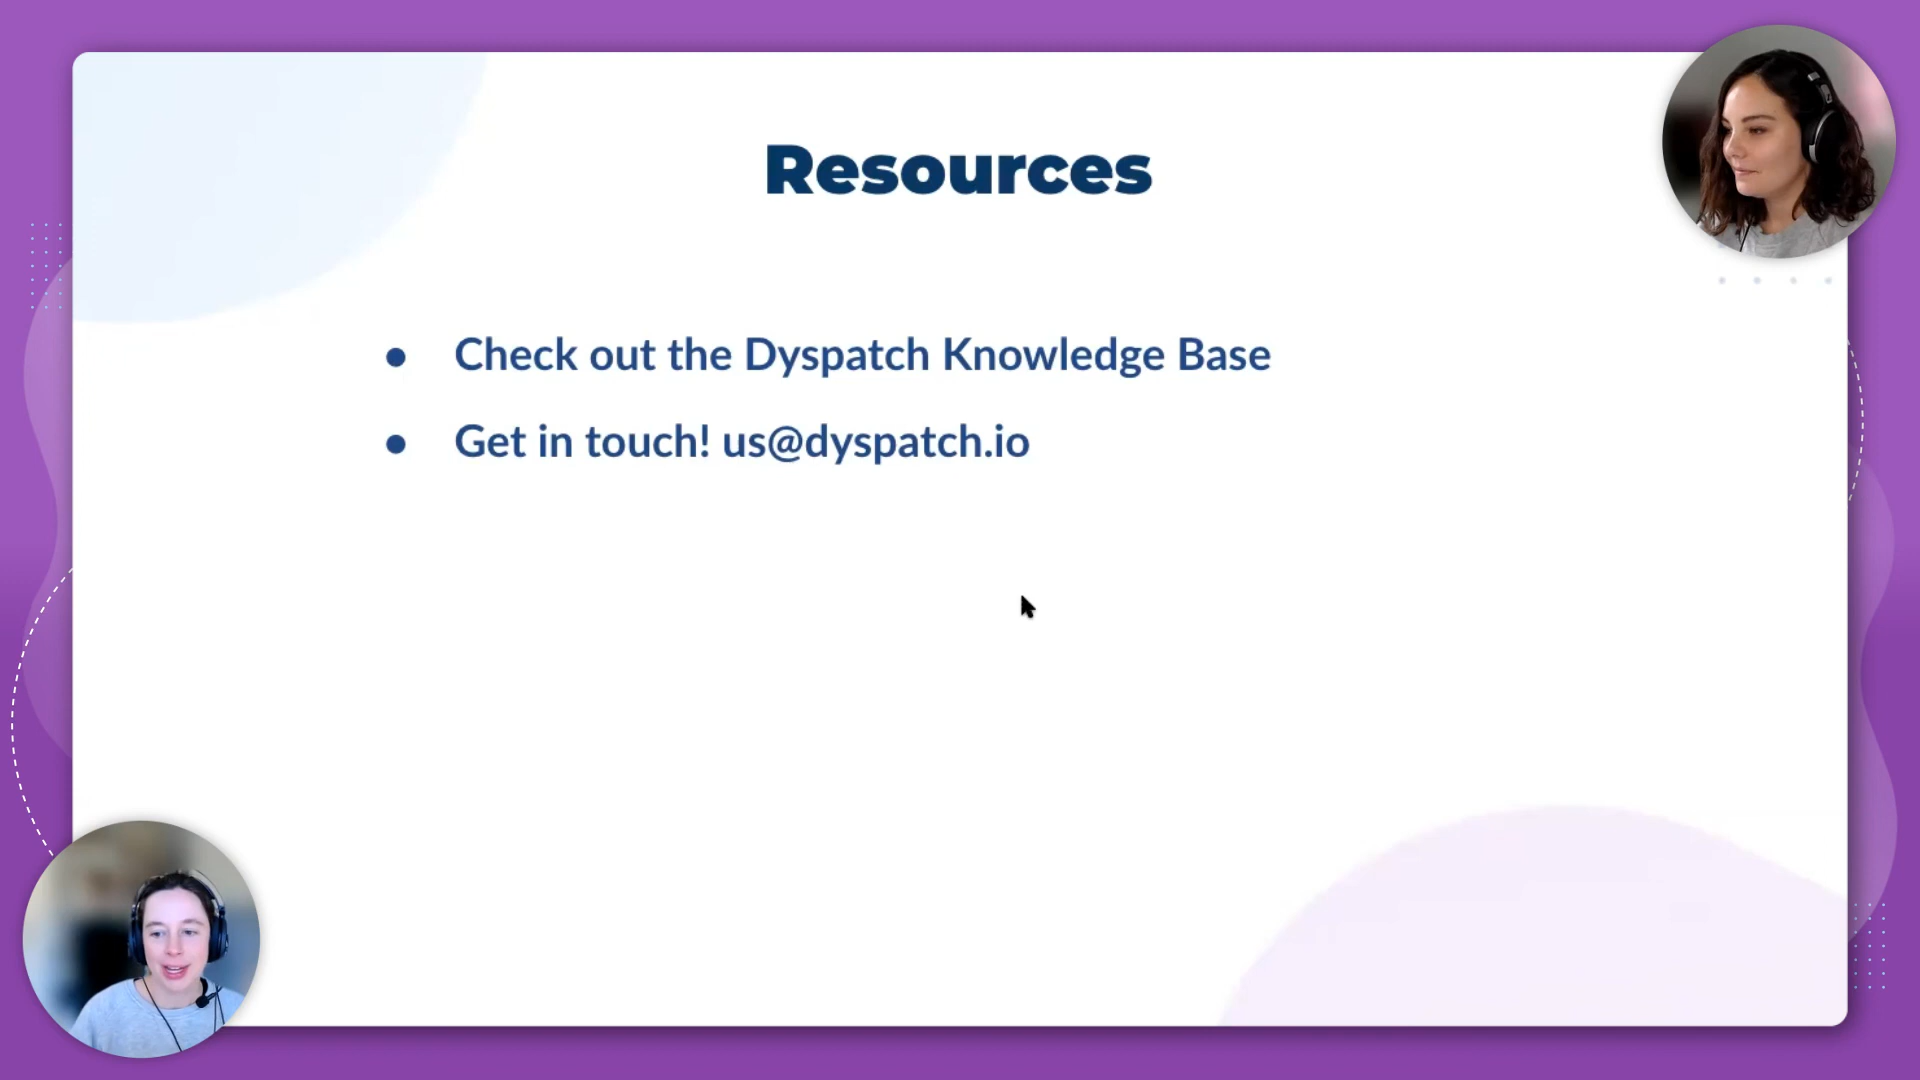 Resources
● Check out the Dyspatch Knowledge Base
● Get in touch! us@dyspatch.io